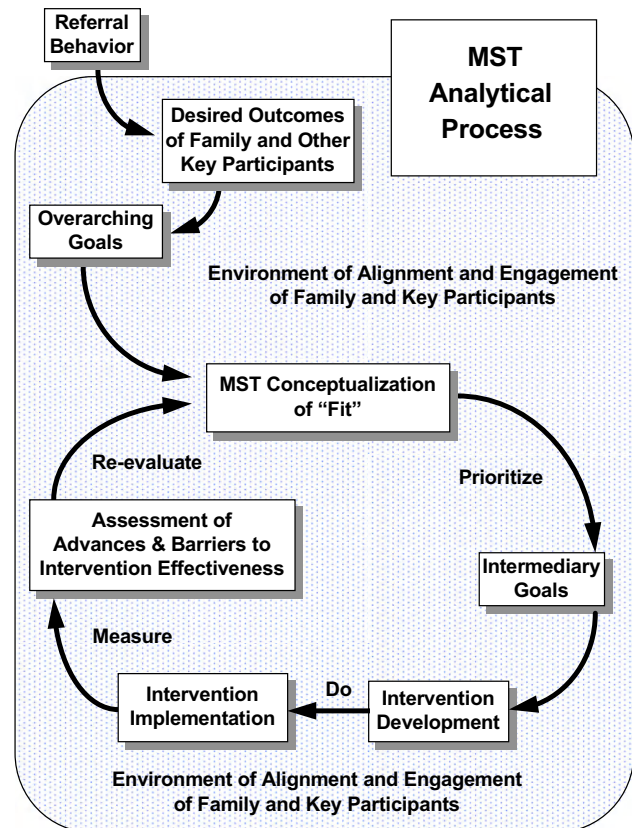 Referral
Behavior
MST
Analytical
Process
Desired Outcomes
of Family and Other
Key Participants
Overarching
Goals
Environment of Alignment and Engagement
of Family and Key Participants
MST Conceptualization
of “Fit”
Re-evaluate
Prioritize
Assessment of
Advances & Barriers to
Intervention Effectiveness
Intermediary
Goals
Measure
Do
Intervention
Implementation
Intervention
Development
Environment of Alignment and Engagement
of Family and Key Participants